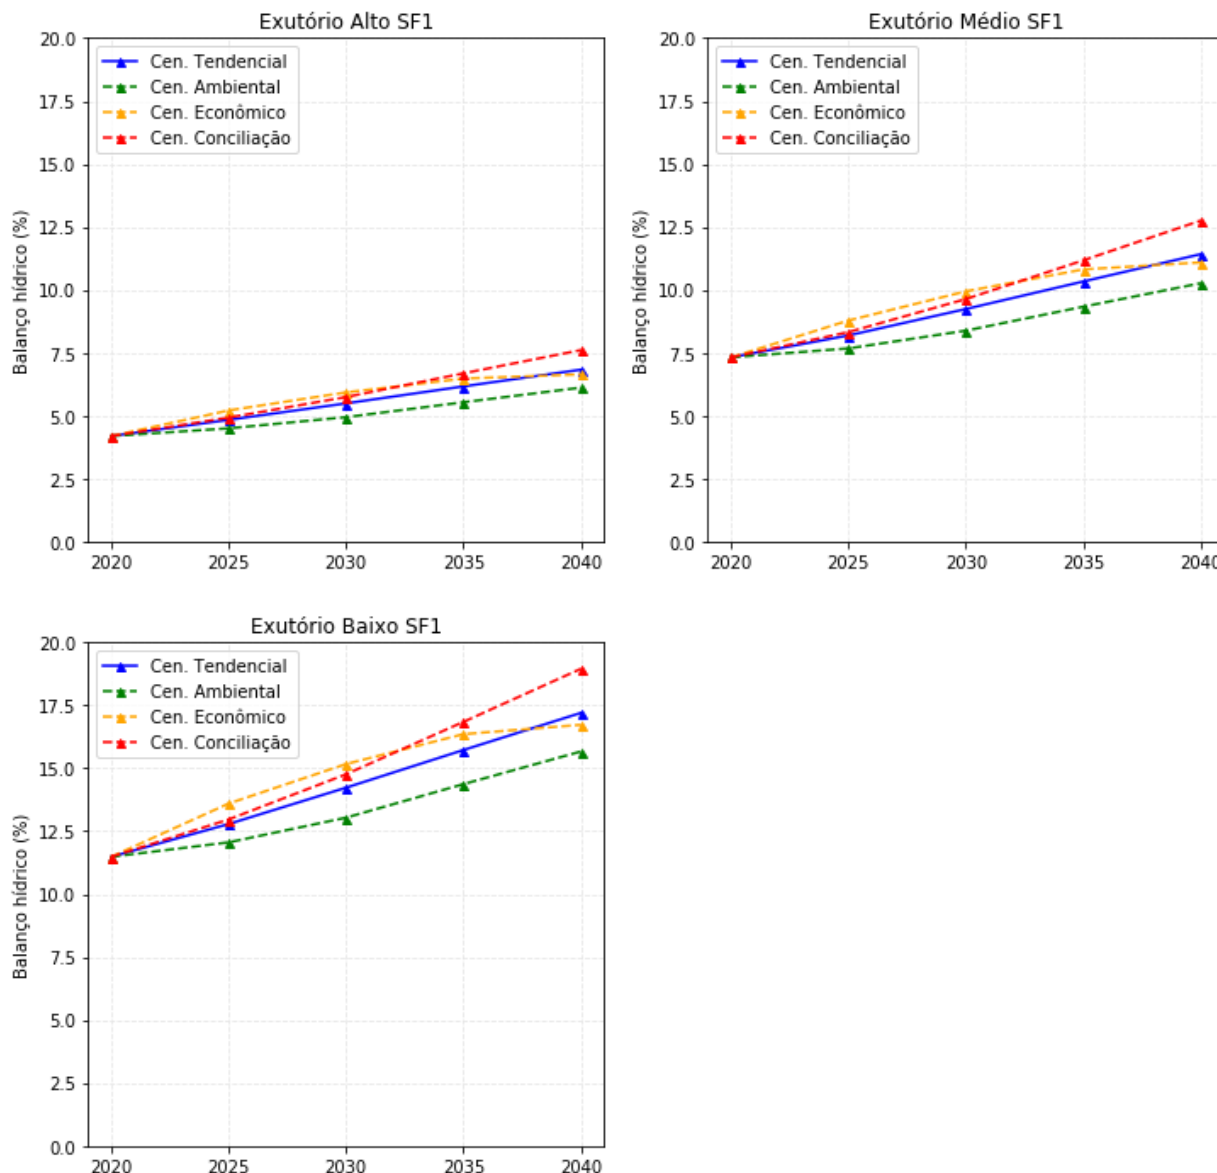 Exutório Alto SF1
20.0
17.5
15.0
12.5
10.0
7.5
5.0
2.5
0.0
Balanço hídrico (%)
Cen. Tendencial
Cen. Ambiental
Cen. Econômico
Cen. Conciliação
2020 2025 2030 2035 2040
Exutório Médio SF1
20.0
17.5
15.0
12.5
10.0
7.5
5.0
2.5
0.0
Balanço hídrico (%)
Cen. Tendencial
Cen. Ambiental
Cen. Econômico
Cen. Conciliação
2020 2025 2030 2035 2040
Exutório Baixo SF1
20.0
17.5
15.0
12.5
10.0
7.5
5.0
2.5
0.0
Balanço hídrico (%)
Cen. Tendencial
Cen. Ambiental
Cen. Econômico
Cen. Conciliação
2020 2025 2030 2035 2040